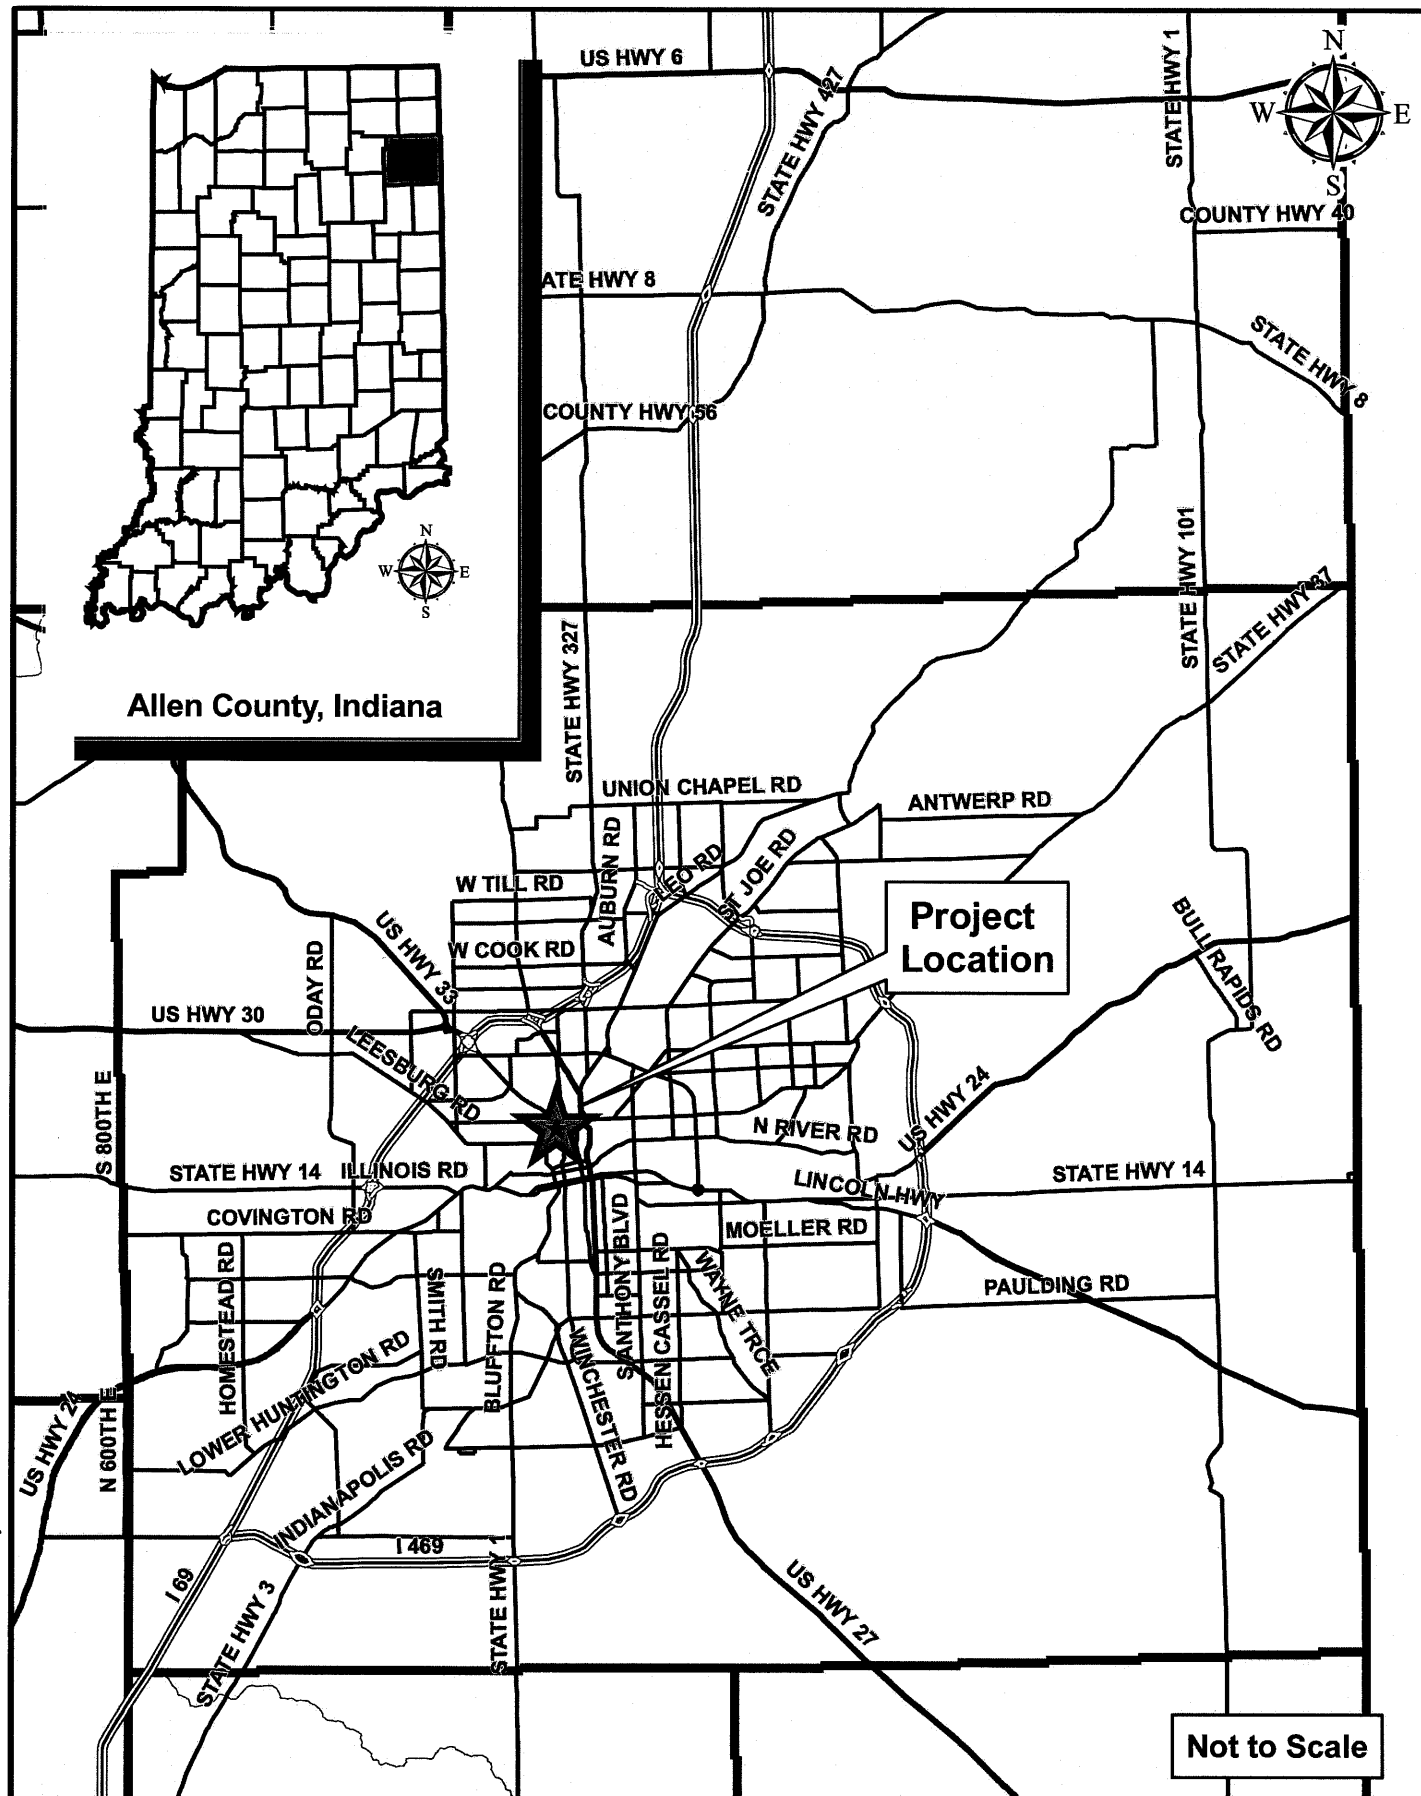 US HWY 6
STATE HWY 427
STATE HWY 1
N
W
E
S
COUNTY HWY 40
ATE HWY 8
STATE HWY 8
COUNTY HWY 56
N
W
E
S
STATE HWY 101
STATE HWY 37
STATE HWY 327
Allen County, Indiana
UNION CHAPEL RD
ANTWERP RD
AUBURN RD
LEO RD
ST JOE RD
W TILL RD
Project
Location
BULL RAPIDS RD
US HWY 33
W COOK RD
ODAY RD
US HWY 30
LEESBURG RD
S 800TH E
US HWY 24
N RIVER RD
STATE HWY 14
ILLINOIS RD
LINCOLN HWY
STATE HWY 14
COVINGTON RD
MOELLER RD
HOMESTEAD RD
SMITH RD
BLUFFTON RD
S ANTHONY BLVD
HESSEN CASSEL RD
WAYNE TRCE
PAULDING RD
WINCHESTER RD
LOWER HUNTINGTON RD
US HWY 24
N 600TH E
INDIANAPOLIS RD
I 469
I 69
STATE HWY 3
STATE HWY 1
US HWY 27
Not to Scale